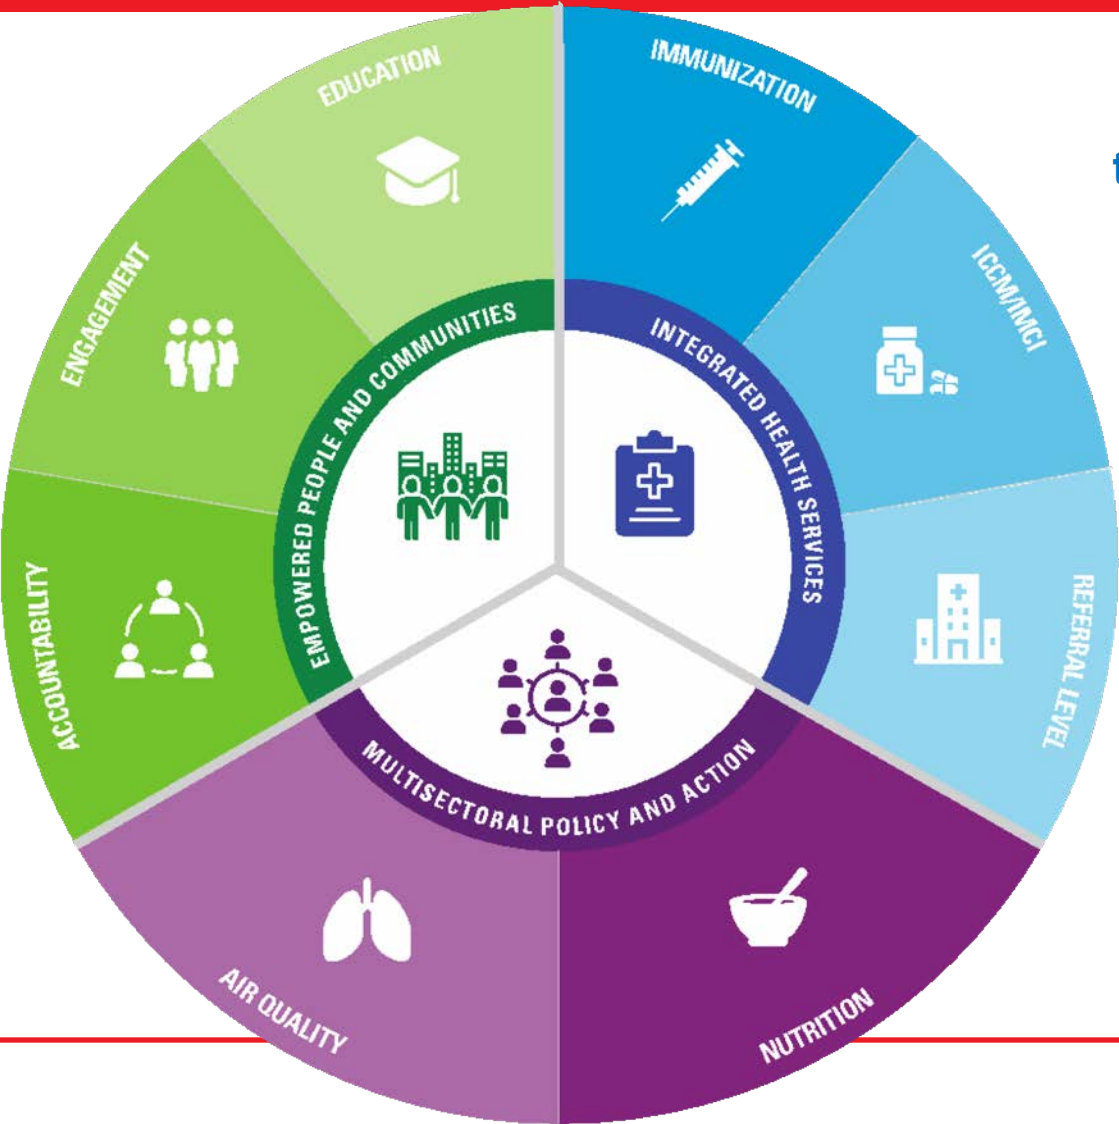 EDUCATION
IMMUNIZATION
ENGAGEMENT
ICCM/IMCI
ACCOUNTABILITY
REFERRAL LEVEL
EMPOWERED PEOPLE AND COMMUNITIES
INTEGRATED HEALTH SERVICES
MULTISECTORAL POLICY AND ACTION
AIR QUALITY
NUTRITION